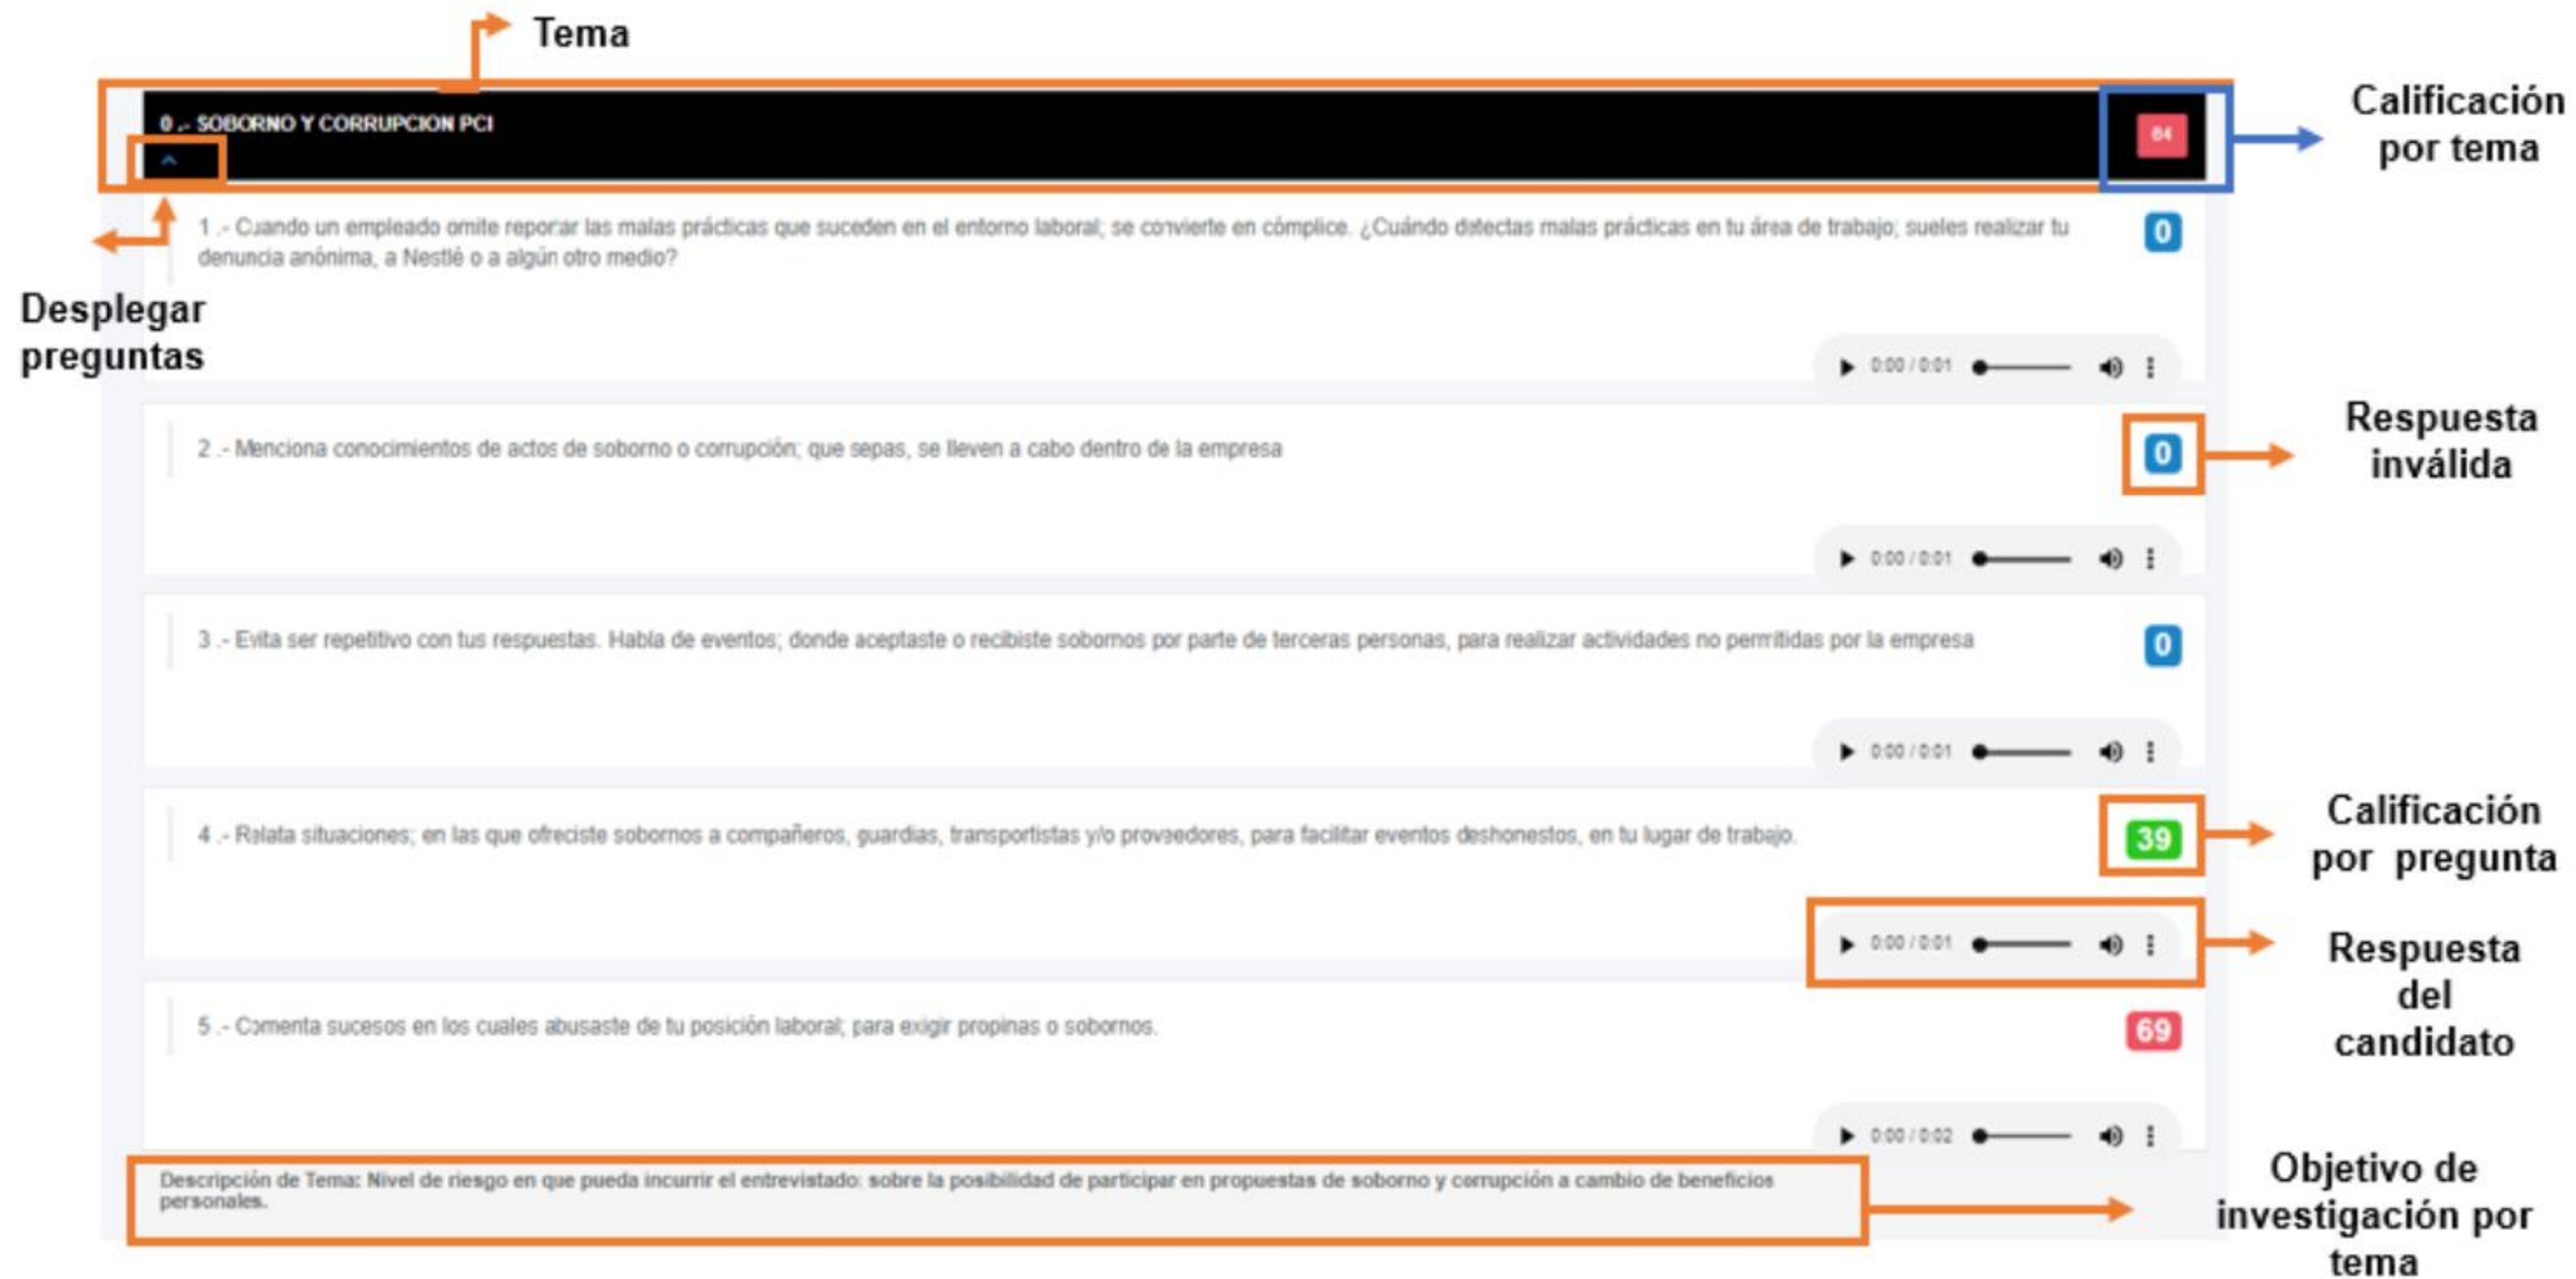 Tema
0 .- SOBORNO Y CORRUPCION PCI
64
Calificación
por tema
1 .- Cuando un empleado omite reportar las malas prácticas que suceden en el entorno laboral; se convierte en cómplice. ¿Cuándo detectas malas prácticas en tu área de trabajo; sueles realizar tu
denuncia anónima, a Nestlé o a algún otro medio?
0
Desplegar
preguntas
0:00 / 0:01
2 .- Menciona conocimientos de actos de soborno o corrupción; que sepas, se lleven a cabo dentro de la empresa
0
Respuesta
inválida
0:00 / 0:01
3 .- Evita ser repetitivo con tus respuestas. Habla de eventos; donde aceptaste o recibiste sobornos por parte de terceras personas, para realizar actividades no permitidas por la empresa
0
0:00 / 0:01
4 .- Relata situaciones; en las que ofreciste sobornos a compañeros, guardias, transportistas y/o proveedores, para facilitar eventos deshonestos, en tu lugar de trabajo.
39
Calificación
por pregunta
0:00 / 0:01
Respuesta
del
candidato
5 .- Comenta sucesos en los cuales abusaste de tu posición laboral; para exigir propinas o sobornos.
69
0:00 / 0:02
Descripción de Tema: Nivel de riesgo en que pueda incurrir el entrevistado; sobre la posibilidad de participar en propuestas de soborno y corrupción a cambio de beneficios
personales.
Objetivo de
investigación por
tema